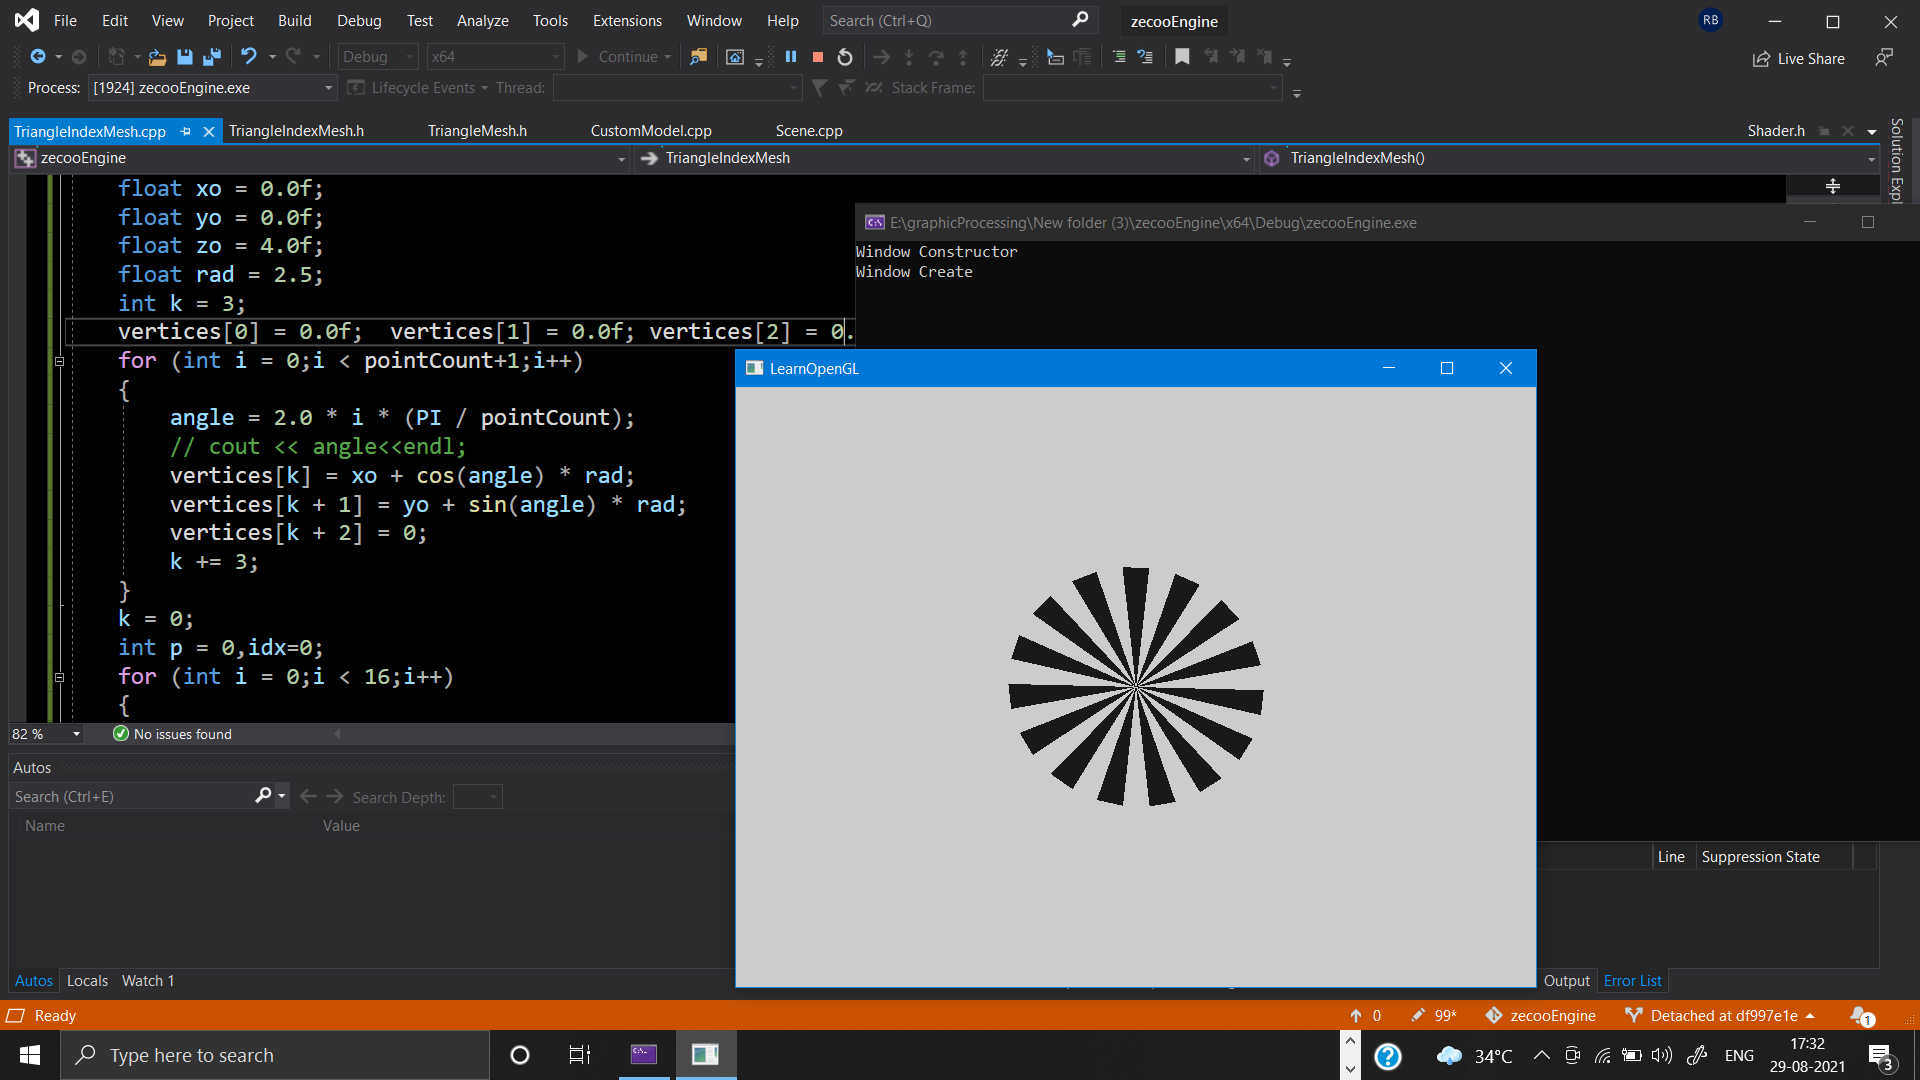 File Edit View Project Build Debug Test Analyze Tools Extensions Window Help Search (Ctrl+Q) zecooEngine RB
Debug x64 Continue Live Share
Process: [1924] zecooEngine.exe Lifecycle Events Thread: Stack Frame:
TriangleIndexMesh.cpp TriangleIndexMesh.h TriangleMesh.h CustomModel.cpp Scene.cpp Shader.h
zecooEngine TriangleIndexMesh TriangleIndexMesh()
Solution Expl
float xo = 0.0f;
float yo = 0.0f;
float zo = 4.0f;
float rad = 2.5;
int k = 3;
vertices[0] = 0.0f;  vertices[1] = 0.0f; vertices[2] = 0.
for (int i = 0;i < pointCount+1;i++)
{
angle = 2.0 * i * (PI / pointCount);
// cout << angle<<endl;
vertices[k] = xo + cos(angle) * rad;
vertices[k + 1] = yo + sin(angle) * rad;
vertices[k + 2] = 0;
k += 3;
}
k = 0;
int p = 0,idx=0;
for (int i = 0;i < 16;i++)
{
E:\graphicProcessing\New folder (3)\zecooEngine\x64\Debug\zecooEngine.exe
Window Constructor
Window Create
LearnOpenGL
82 % No issues found
Autos
Search (Ctrl+E) Search Depth:
Name Value
Line Suppression State
Autos Locals Watch 1
Output Error List
Ready 0 99* zecooEngine Detached at df997e1e 1
Type here to search
34°C ENG 17:32
29-08-2021 3